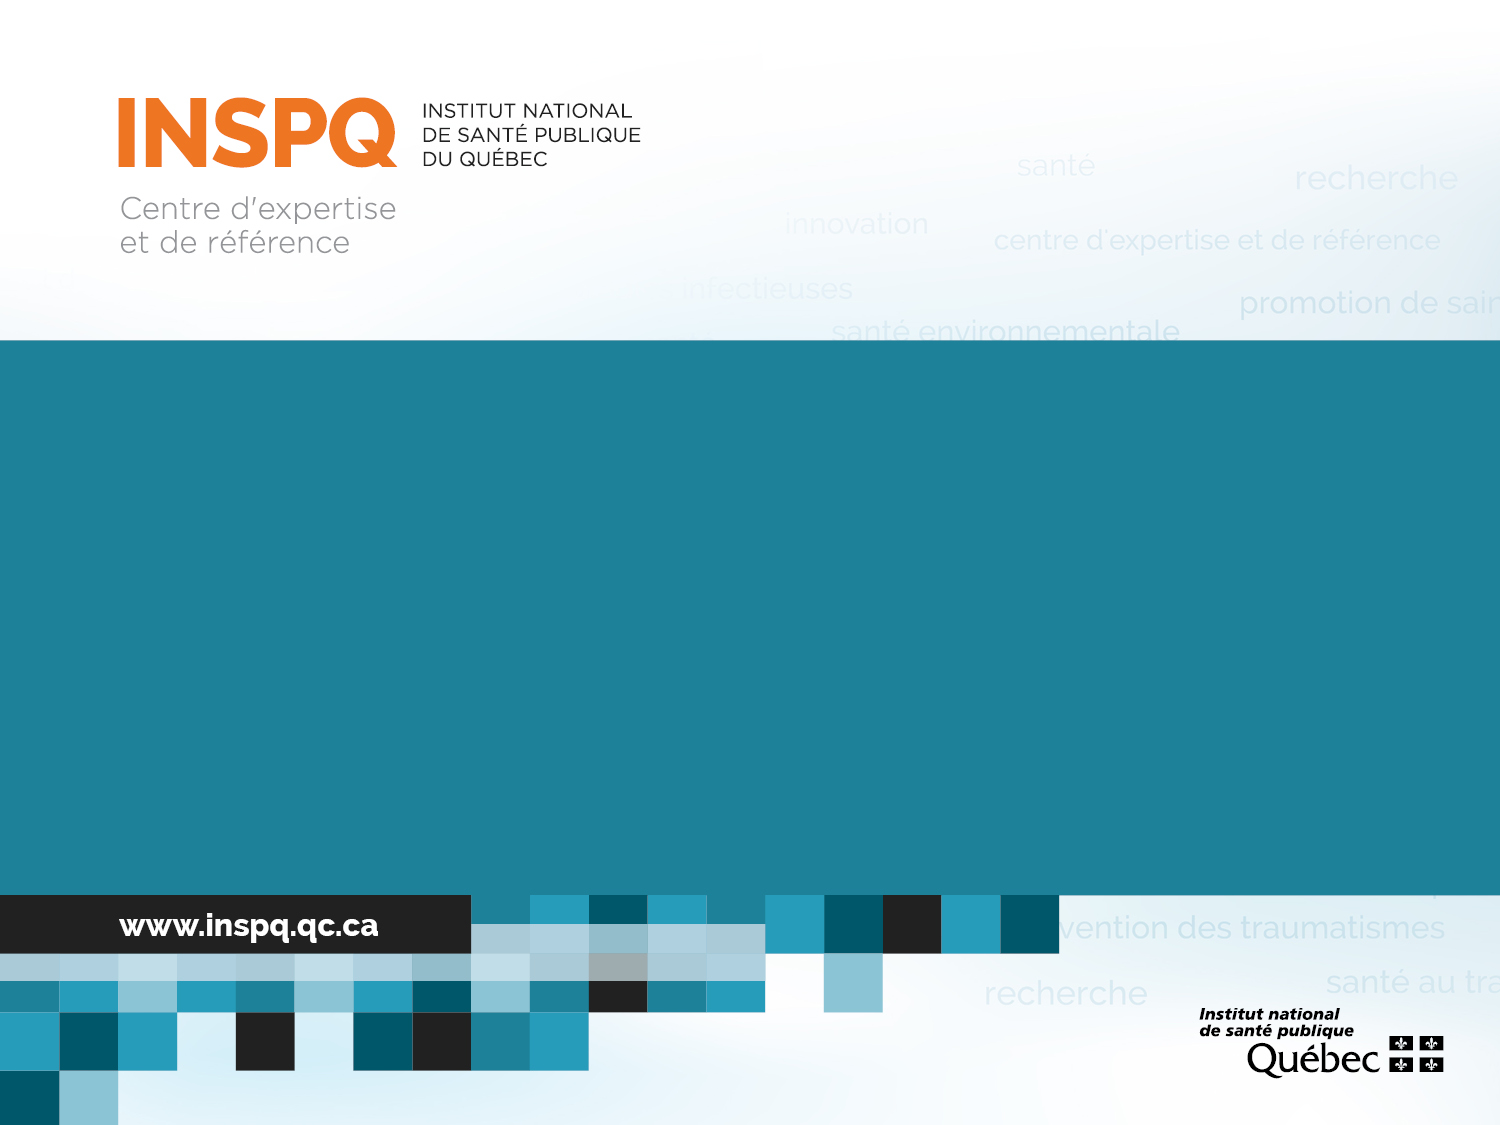 INSPQ
INSTITUT NATIONAL
DE SANTÉ PUBLIQUE
DU QUÉBEC
Centre d'expertise
et de référence
santé
recherche
innovation
centre d'expertise et de référence
infectieuses
promotion de sain
santé environnementale
www.inspq.qc.ca
vention des traumatismes
santé au tra
recherche
Institut national
de santé publique
Québec